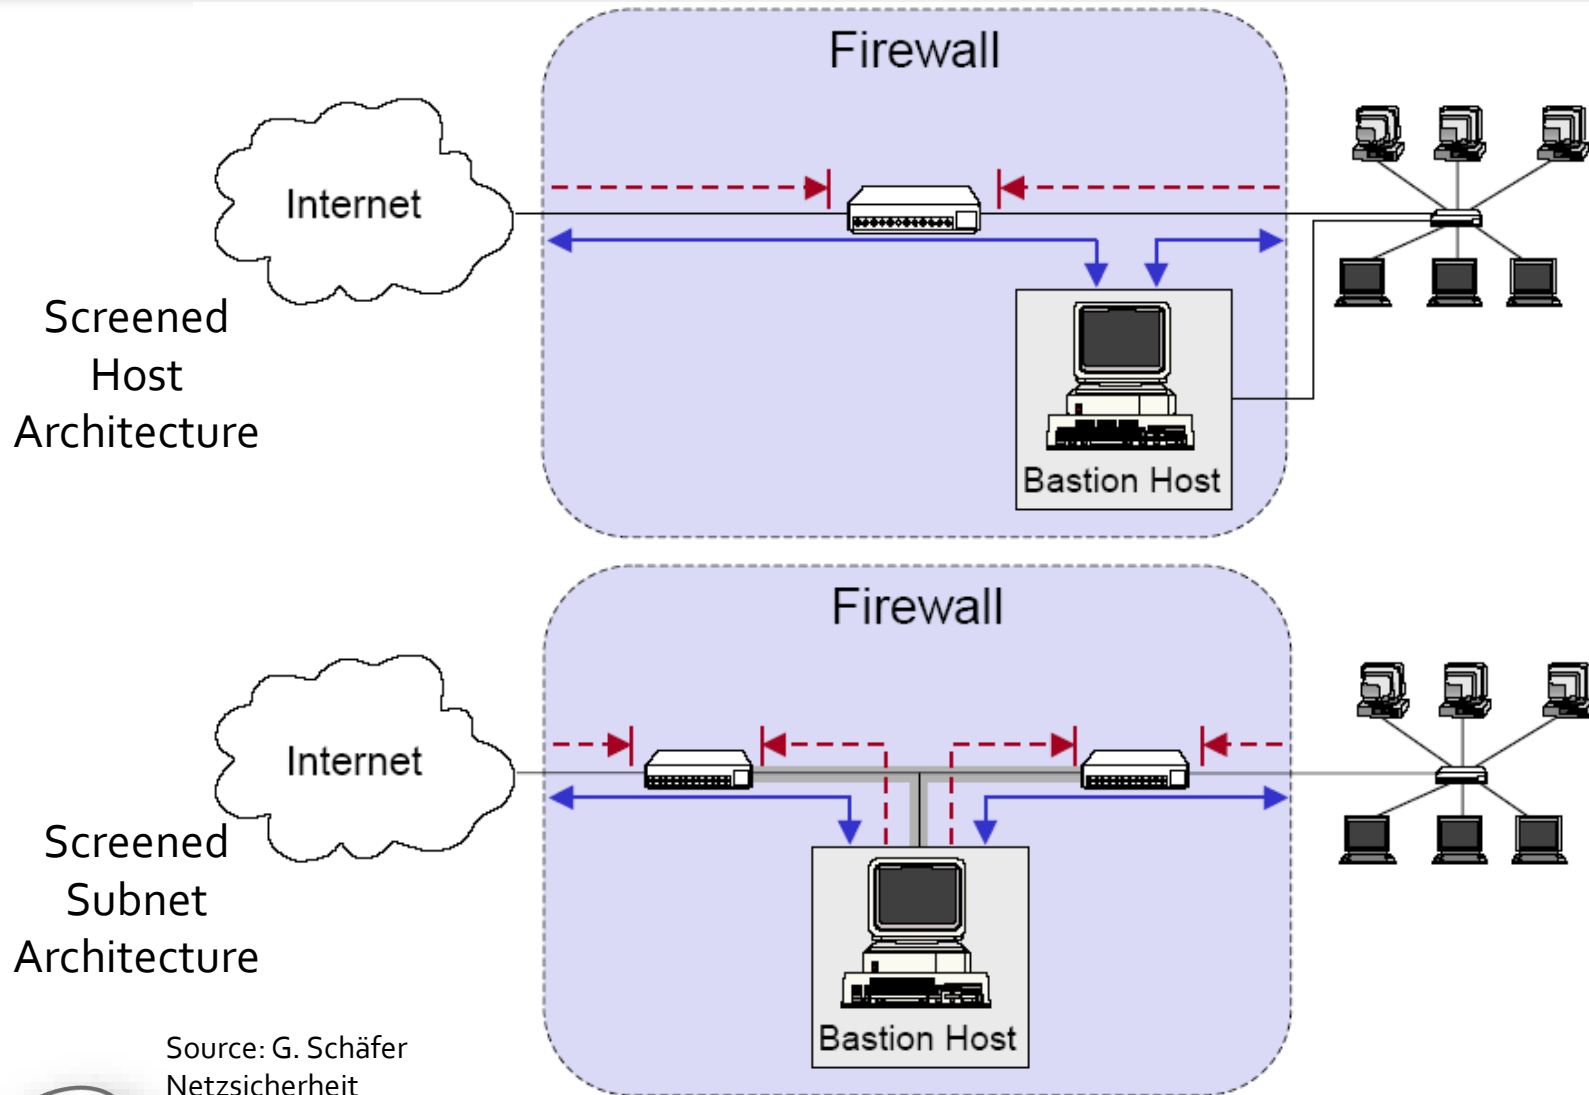 Firewall
Internet
Screened
Host
Architecture
Bastion Host
Firewall
Internet
Screened
Subnet
Architecture
Bastion Host
Source: G. Schäfer
Netzsicherheit